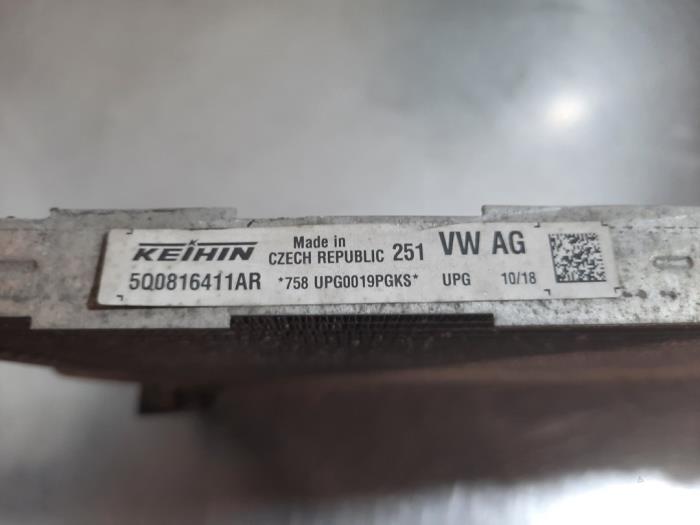 KEIHIN Made in CZECH REPUBLIC 251 VW AG
5Q0816411AR *758 UPG0019PGKS* UPG 10/18